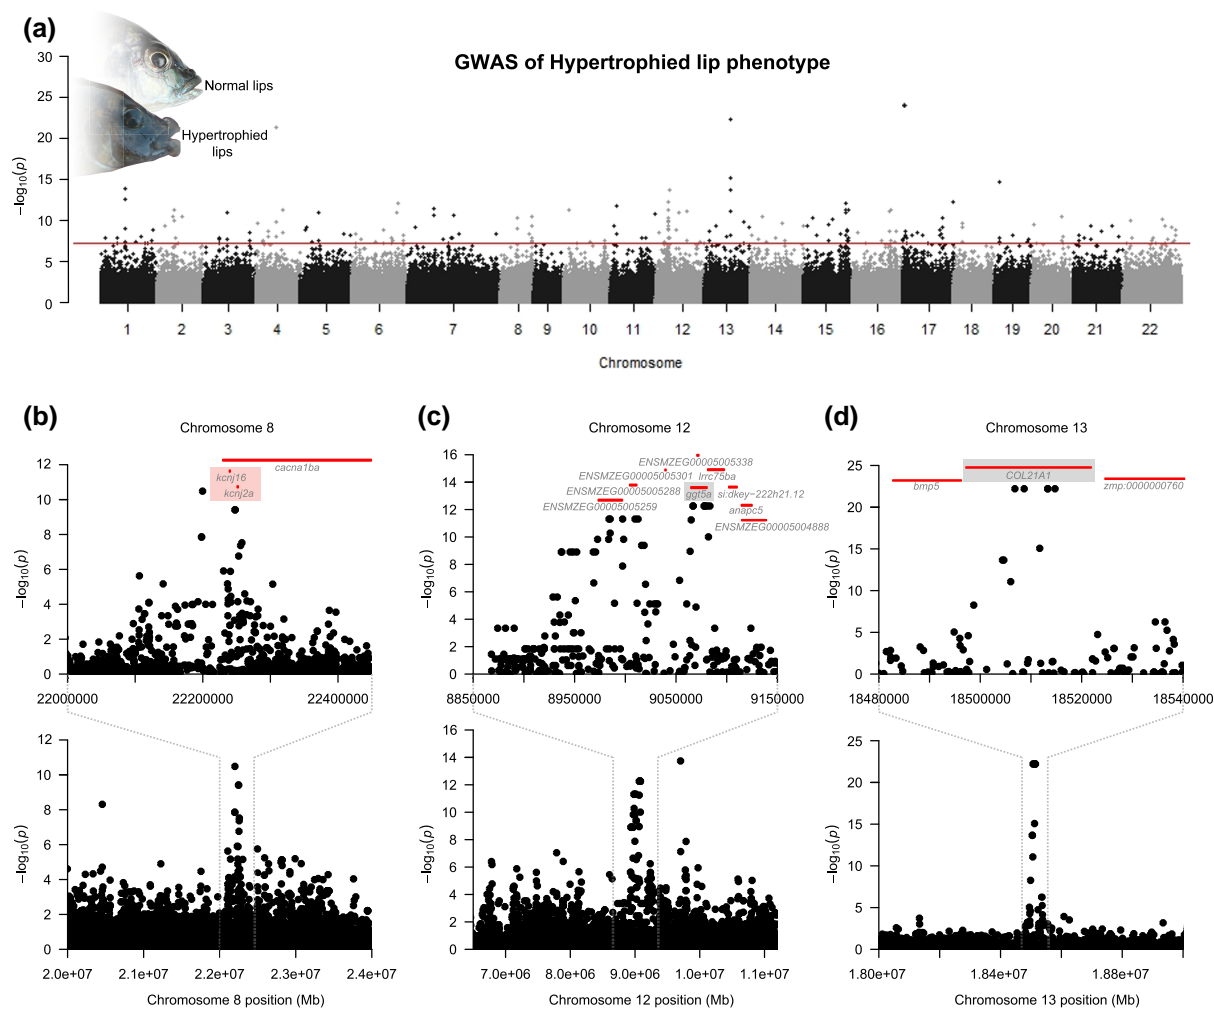 (a)
GWAS of Hypertrophied lip phenotype
Normal lips
Hypertrophied
lips
−log10(p)
30
25
20
15
10
5
0
1 2 3 4 5 6 7 8 9 10 11 12 13 14 15 16 17 18 19 20 21 22
Chromosome
(b)
Chromosome 8
cacna1ba
kcnj16
kcnj2a
−log10(p)
12
10
8
6
4
2
0
22000000 22200000 22400000
−log10(p)
12
10
8
6
4
2
0
2.0e+07 2.1e+07 2.2e+07 2.3e+07 2.4e+07
Chromosome 8 position (Mb)
(c)
Chromosome 12
ENSMZEG00005005338
ENSMZEG00005005301 lrrc75ba
ENSMZEG00005005288 ggt5a si:dkey−222h21.12
ENSMZEG00005005259 anapc5
ENSMZEG00005004888
−log10(p)
16
14
12
10
8
6
4
2
0
8850000 8950000 9050000 9150000
−log10(p)
16
14
12
10
8
6
4
2
0
7.0e+06 8.0e+06 9.0e+06 1.0e+07 1.1e+07
Chromosome 12 position (Mb)
(d)
Chromosome 13
COL21A1
bmp5 zmp:0000000760
−log10(p)
25
20
15
10
5
0
18480000 18500000 18520000 18540000
−log10(p)
25
20
15
10
5
0
1.80e+07 1.84e+07 1.88e+07
Chromosome 13 position (Mb)